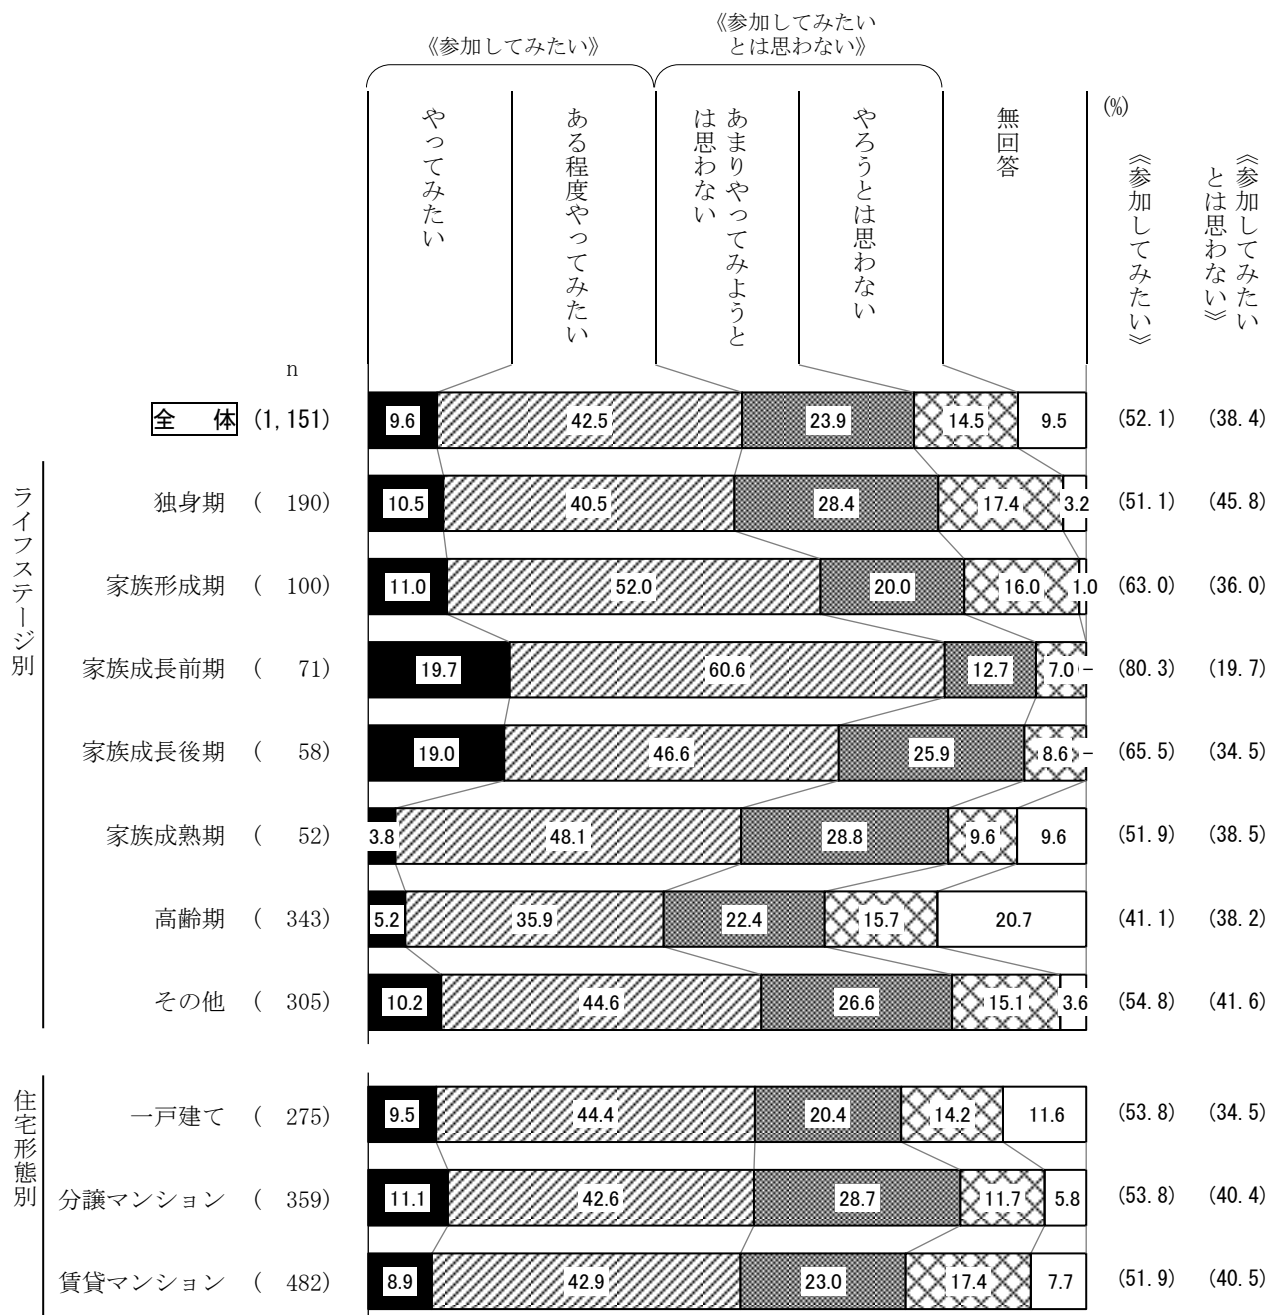 《参加してみたい》
《参加してみたい
とは思わない》
やってみたい
ある程度やってみたい
あまりやってみようと
は思わない
やろうとは思わない
無回答
(%)
《参加してみたい》
《参加してみたい
とは思わない》
n
全　体 (1,151) 9.6 42.5 23.9 14.5 9.5 (52.1) (38.4)
ライフステージ別
独身期 ( 190) 10.5 40.5 28.4 17.4 3.2 (51.1) (45.8)
家族形成期 ( 100) 11.0 52.0 20.0 16.0 1.0 (63.0) (36.0)
家族成長前期 ( 71) 19.7 60.6 12.7 7.0 - (80.3) (19.7)
家族成長後期 ( 58) 19.0 46.6 25.9 8.6 - (65.5) (34.5)
家族成熟期 ( 52) 3.8 48.1 28.8 9.6 9.6 (51.9) (38.5)
高齢期 ( 343) 5.2 35.9 22.4 15.7 20.7 (41.1) (38.2)
その他 ( 305) 10.2 44.6 26.6 15.1 3.6 (54.8) (41.6)
住宅形態別
一戸建て ( 275) 9.5 44.4 20.4 14.2 11.6 (53.8) (34.5)
分譲マンション ( 359) 11.1 42.6 28.7 11.7 5.8 (53.8) (40.4)
賃貸マンション ( 482) 8.9 42.9 23.0 17.4 7.7 (51.9) (40.5)